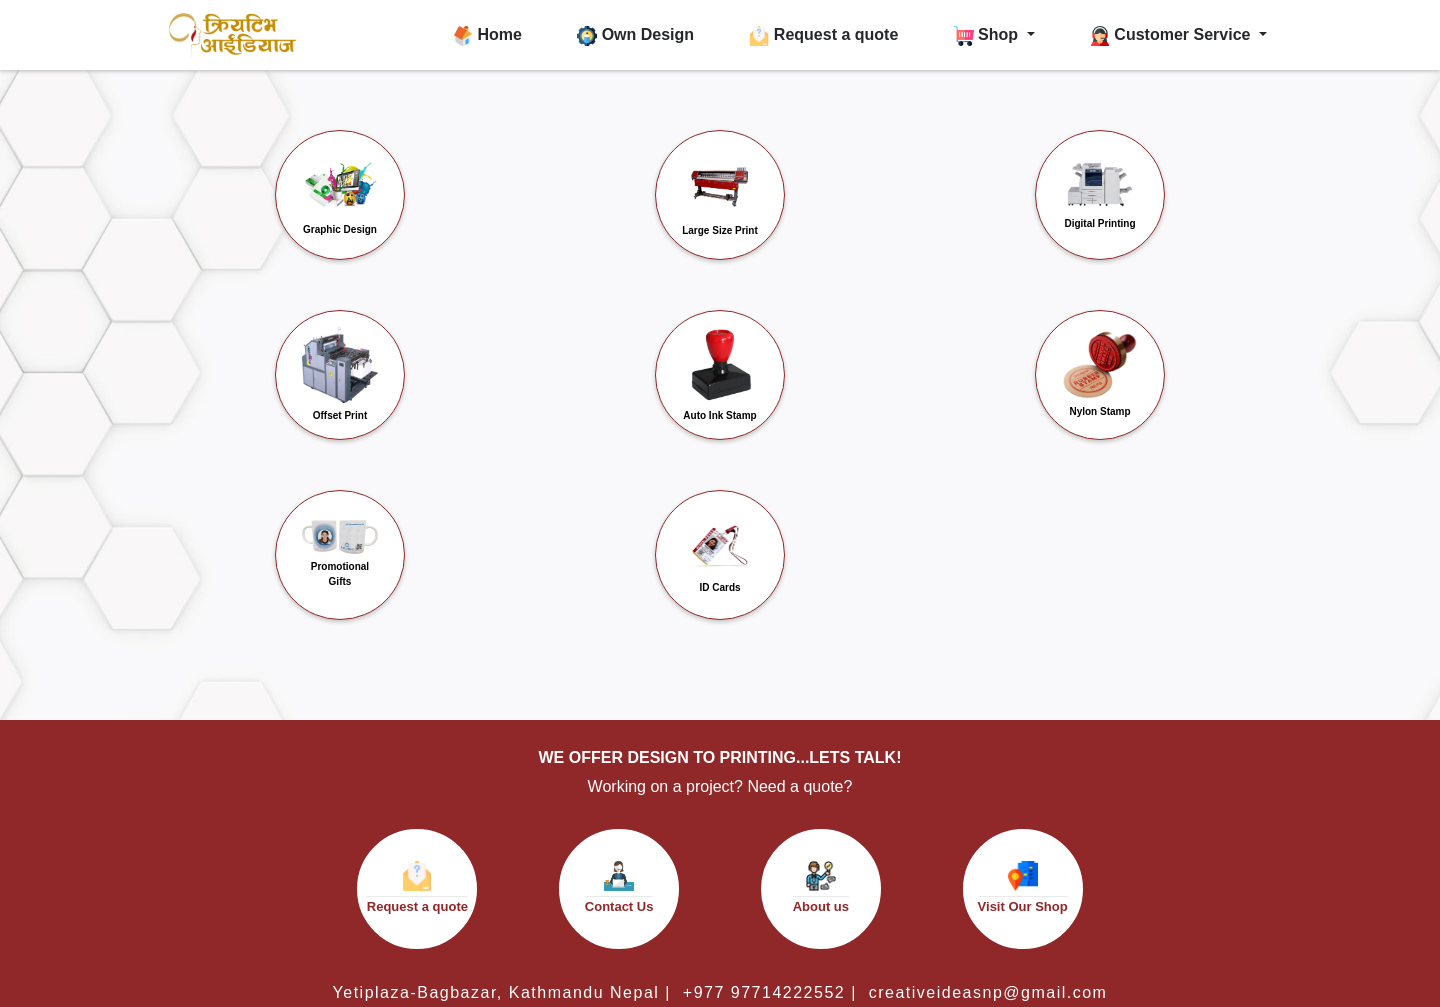 क्रियटिभ
आईडियाज
Home
Own Design
Request a quote
Shop
Customer Service
Graphic Design
Large Size Print
Digital Printing
Offset Print
Auto Ink Stamp
Nylon Stamp
Promotional
Gifts
ID Cards
WE OFFER DESIGN TO PRINTING...LETS TALK!
Working on a project? Need a quote?
Request a quote
Contact Us
About us
Visit Our Shop
Yetiplaza-Bagbazar, Kathmandu Nepal | +977 97714222552 | creativeideasnp@gmail.com